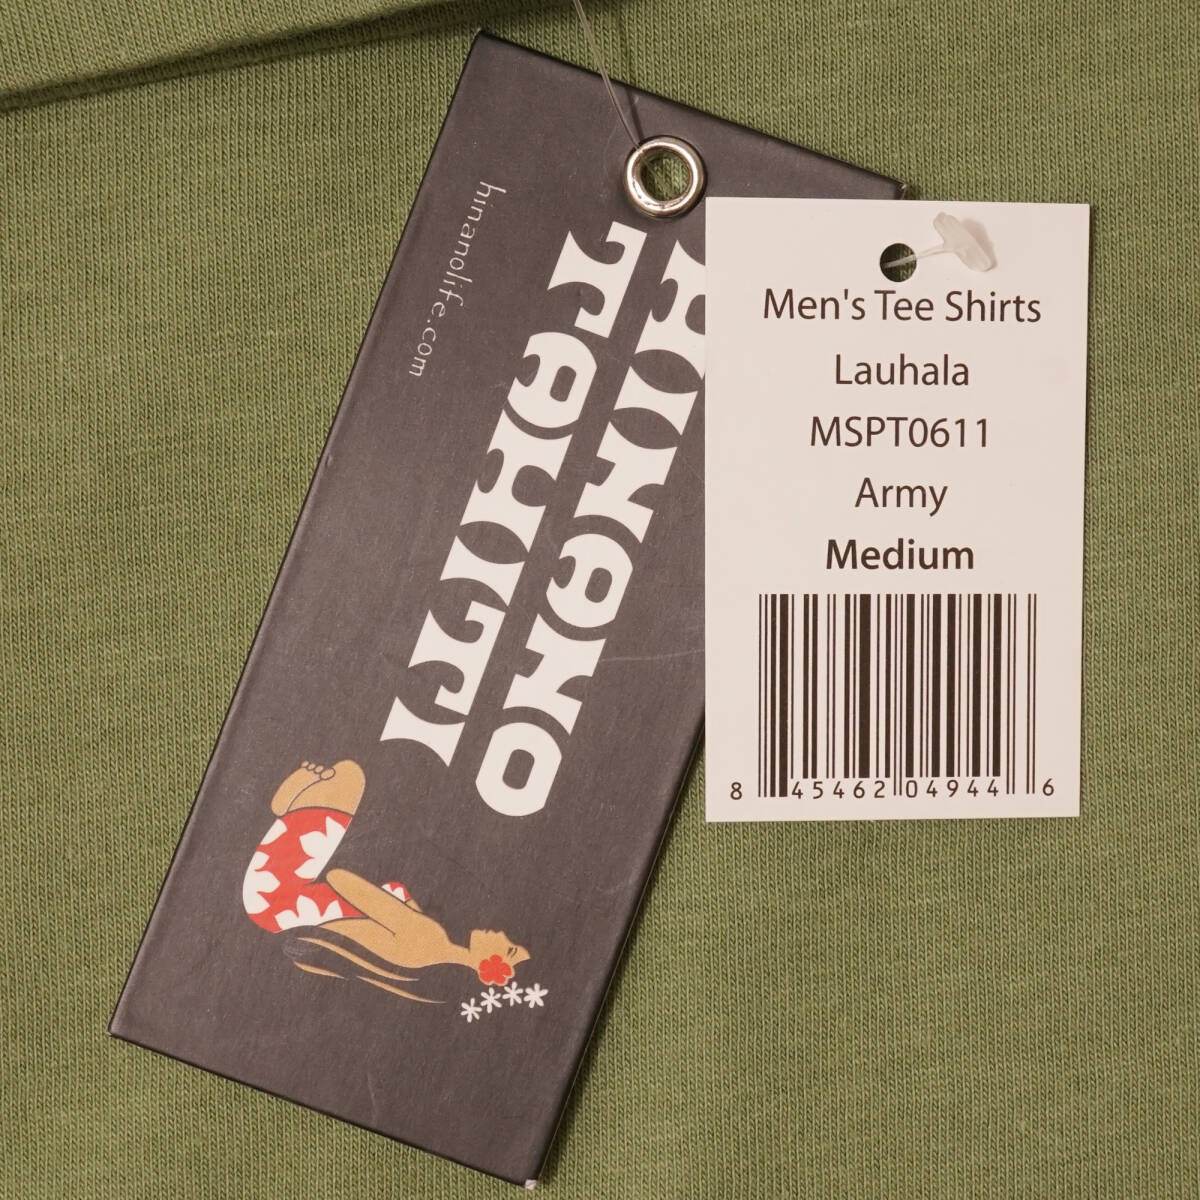 hinanolife.com
HINANO
TAHITI
Men's Tee Shirts
Lauhala
MSPT0611
Army
Medium
8 45462 04944 6